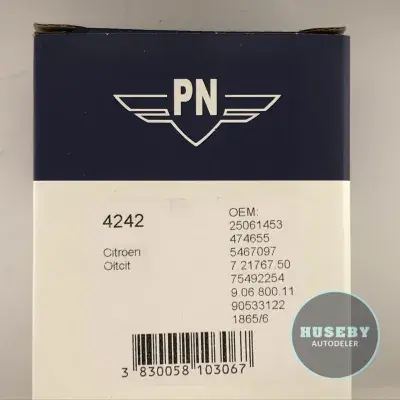 PN
4242
Citroen
Oltcit
OEM:
25061453
474655
5467097
7.21767.50
75492254
9.06 800.11
90533122
1865/6
3 830058 103067
HUSEBY
AUTODELER